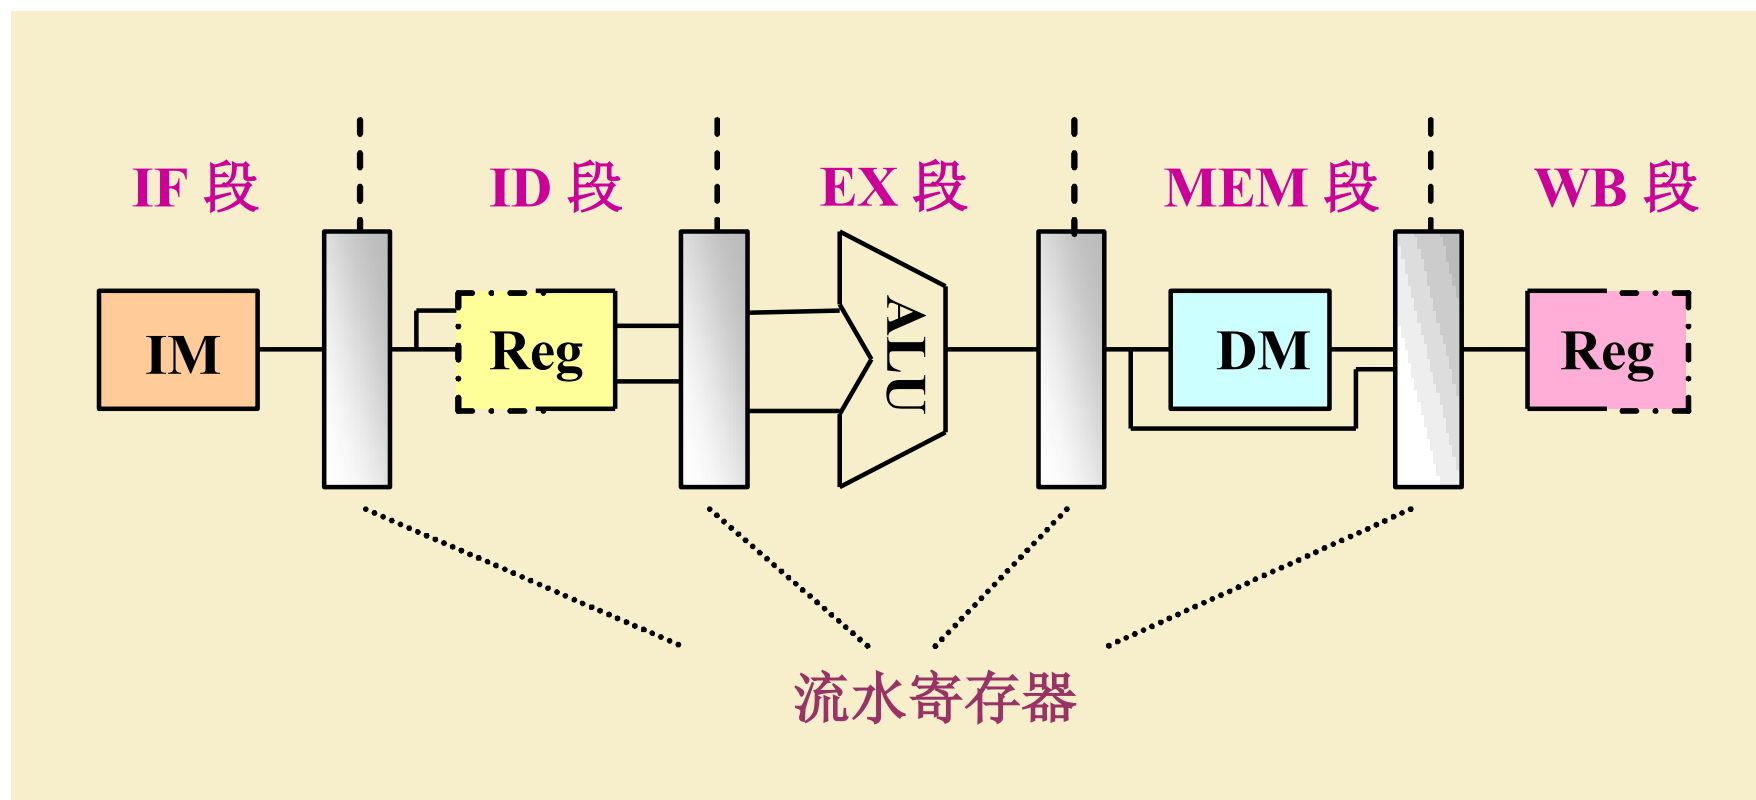 IF 段 ID 段 EX 段 MEM 段 WB 段
IM Reg ALU DM Reg
流水寄存器